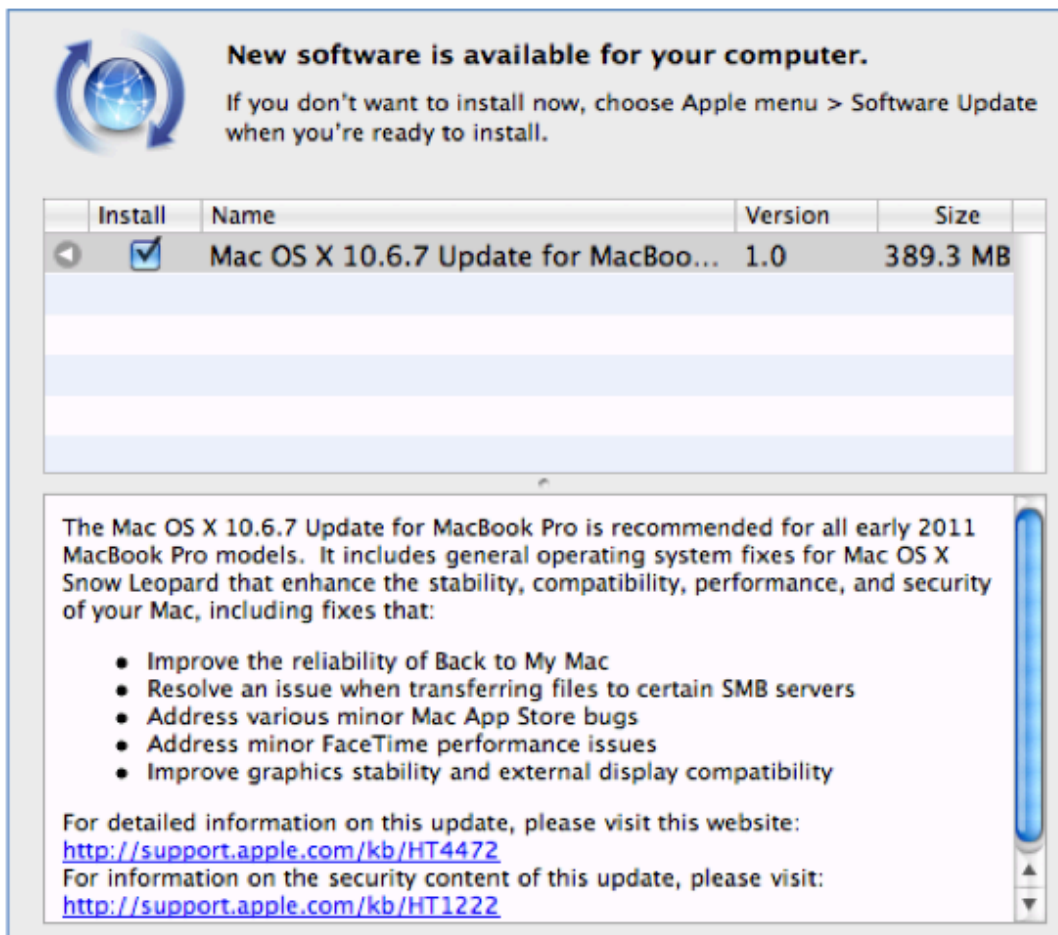 New software is available for your computer.
If you don't want to install now, choose Apple menu > Software Update
when you're ready to install.
Install Name Version Size
Mac OS X 10.6.7 Update for MacBoo... 1.0 389.3 MB
The Mac OS X 10.6.7 Update for MacBook Pro is recommended for all early 2011
MacBook Pro models.  It includes general operating system fixes for Mac OS X
Snow Leopard that enhance the stability, compatibility, performance, and security
of your Mac, including fixes that:
• Improve the reliability of Back to My Mac
• Resolve an issue when transferring files to certain SMB servers
• Address various minor Mac App Store bugs
• Address minor FaceTime performance issues
• Improve graphics stability and external display compatibility
For detailed information on this update, please visit this website:
http://support.apple.com/kb/HT4472
For information on the security content of this update, please visit:
http://support.apple.com/kb/HT1222